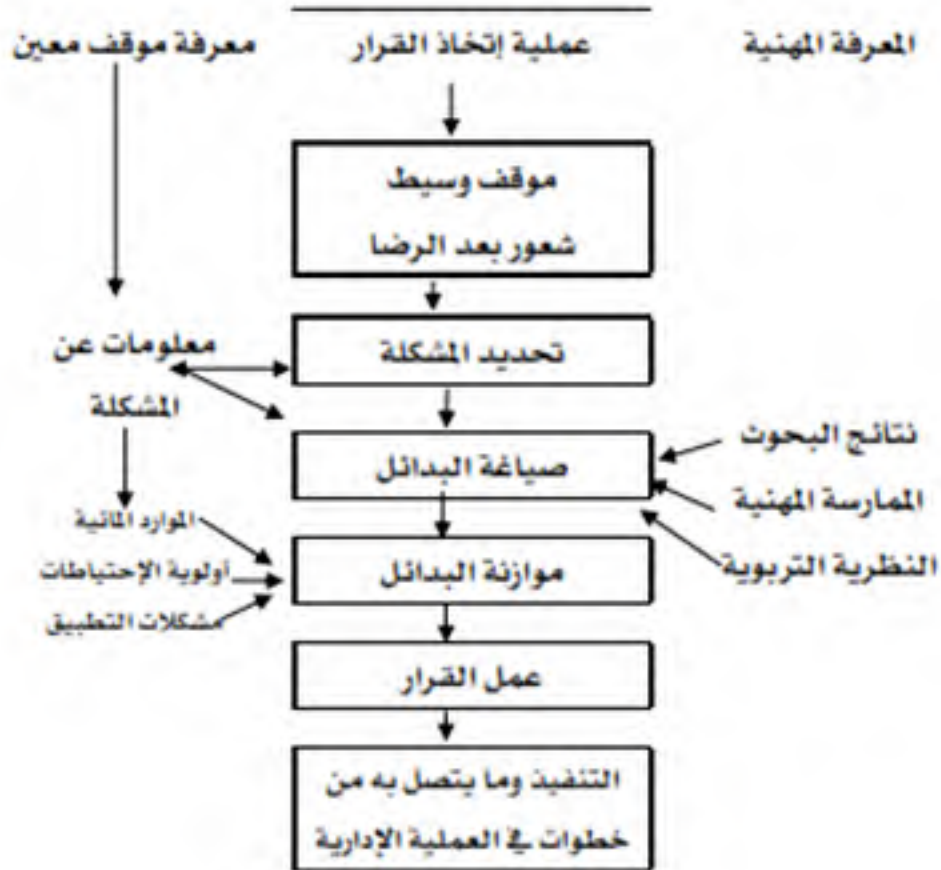 المعرفة المهنية
عملية إتخاذ القرار
معرفة موقف معين
موقف وسيط
شعور بعد الرضا
تحديد المشكلة
معلومات عن
المشكلة
صياغة البدائل
نتائج البحوث
الممارسة المهنية
النظرية التربوية
موازنة البدائل
الموارد المالية
أولوية الإحتياطات
مشكلات التطبيق
عمل القرار
التنفيذ وما يتصل به من
خطوات في العملية الإدارية